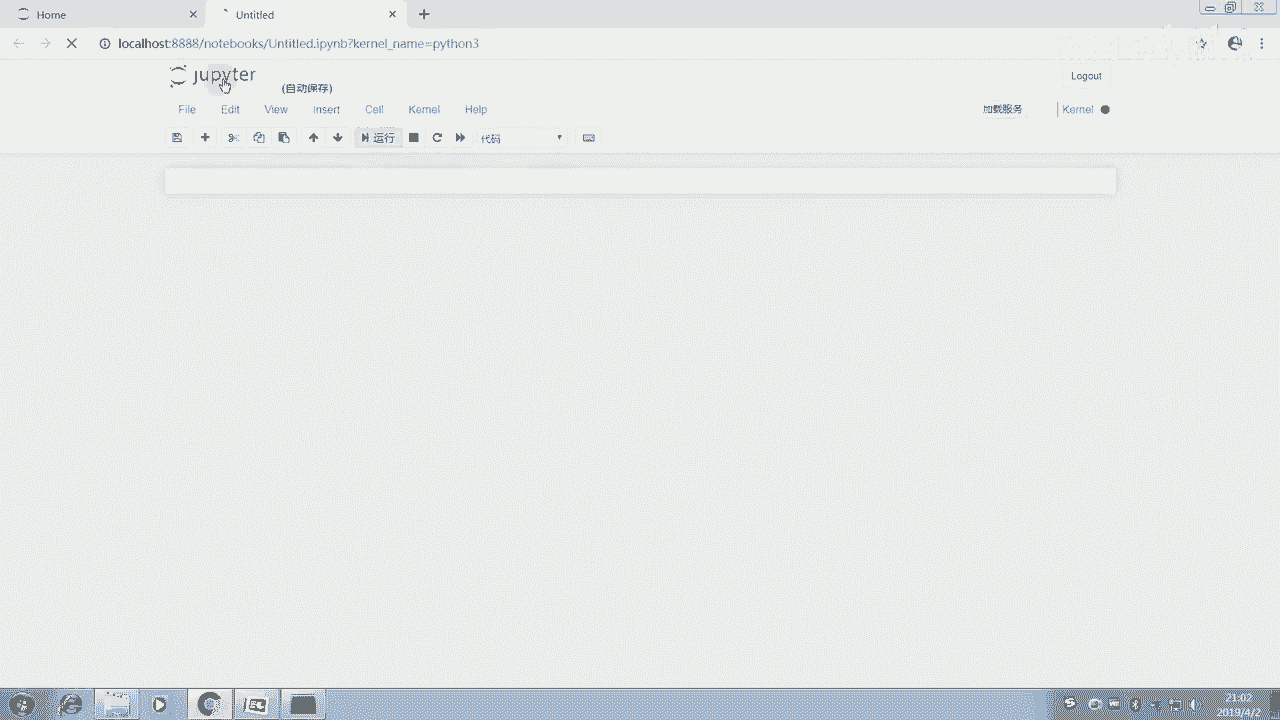 Home
Untitled
localhost:8888/notebooks/Untitled.ipynb?kernel_name=python3
jupyter
(自动保存)
Logout
File Edit View Insert Cell Kernel Help
加载服务
Kernel
运行
代码
21:02
2019/4/2